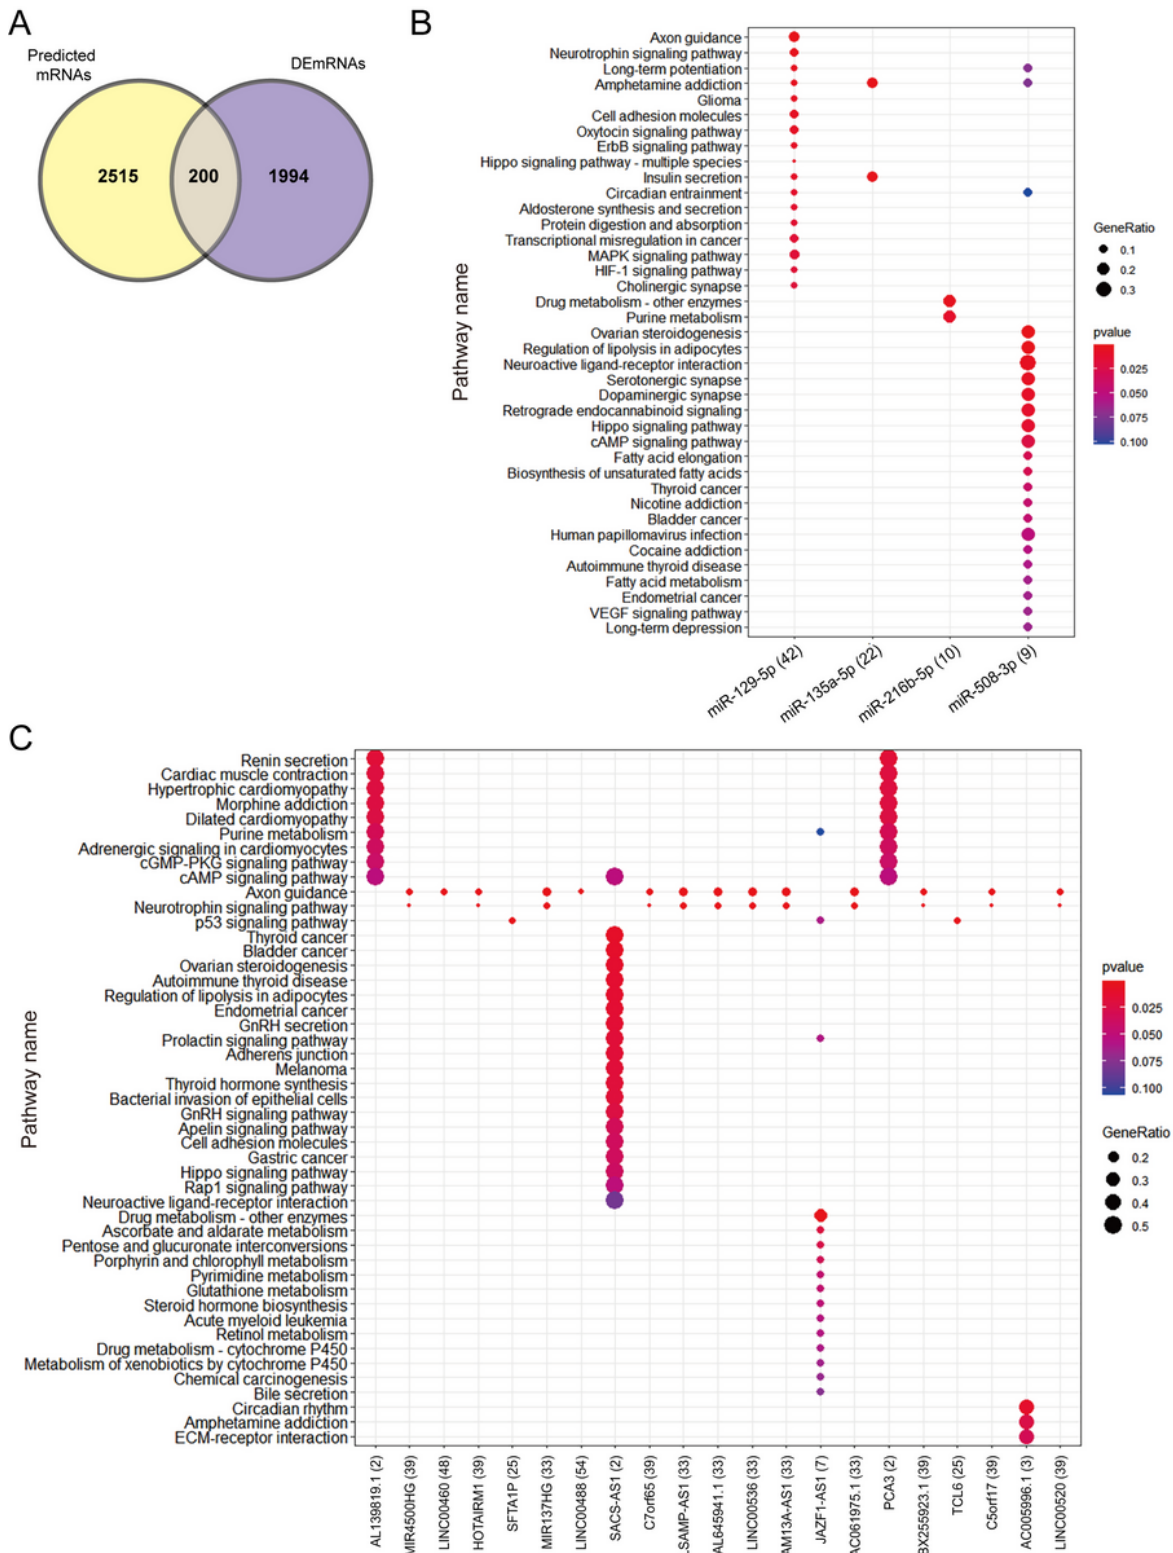 A
Predicted
mRNAs
DEmRNAs
2515
200
1994
B
Pathway name
Axon guidance
Neurotrophin signaling pathway
Long-term potentiation
Amphetamine addiction
Glioma
Cell adhesion molecules
Oxytocin signaling pathway
ErbB signaling pathway
Hippo signaling pathway - multiple species
Insulin secretion
Circadian entrainment
Aldosterone synthesis and secretion
Protein digestion and absorption
Transcriptional misregulation in cancer
MAPK signaling pathway
HIF-1 signaling pathway
Cholinergic synapse
Drug metabolism - other enzymes
Purine metabolism
Ovarian steroidogenesis
Regulation of lipolysis in adipocytes
Neuroactive ligand-receptor interaction
Serotonergic synapse
Dopaminergic synapse
Retrograde endocannabinoid signaling
Hippo signaling pathway
cAMP signaling pathway
Fatty acid elongation
Biosynthesis of unsaturated fatty acids
Thyroid cancer
Nicotine addiction
Bladder cancer
Human papillomavirus infection
Cocaine addiction
Autoimmune thyroid disease
Fatty acid metabolism
Endometrial cancer
VEGF signaling pathway
Long-term depression
miR-129-5p (42)
miR-135a-5p (22)
miR-216b-5p (10)
miR-508-3p (9)
GeneRatio
0.1
0.2
0.3
pvalue
0.025
0.050
0.075
0.100
C
Pathway name
Renin secretion
Cardiac muscle contraction
Hypertrophic cardiomyopathy
Morphine addiction
Dilated cardiomyopathy
Purine metabolism
Adrenergic signaling in cardiomyocytes
cGMP-PKG signaling pathway
cAMP signaling pathway
Axon guidance
Neurotrophin signaling pathway
p53 signaling pathway
Thyroid cancer
Bladder cancer
Ovarian steroidogenesis
Autoimmune thyroid disease
Regulation of lipolysis in adipocytes
Endometrial cancer
GnRH secretion
Prolactin signaling pathway
Adherens junction
Melanoma
Thyroid hormone synthesis
Bacterial invasion of epithelial cells
GnRH signaling pathway
Apelin signaling pathway
Cell adhesion molecules
Gastric cancer
Hippo signaling pathway
Rap1 signaling pathway
Neuroactive ligand-receptor interaction
Drug metabolism - other enzymes
Ascorbate and aldarate metabolism
Pentose and glucuronate interconversions
Porphyrin and chlorophyll metabolism
Pyrimidine metabolism
Glutathione metabolism
Steroid hormone biosynthesis
Acute myeloid leukemia
Retinol metabolism
Drug metabolism - cytochrome P450
Metabolism of xenobiotics by cytochrome P450
Chemical carcinogenesis
Bile secretion
Circadian rhythm
Amphetamine addiction
ECM-receptor interaction
AL139819.1 (2)
MIR4500HG (39)
LINC00460 (48)
HOTAIRM1 (39)
SFTA1P (25)
MIR137HG (33)
LINC00488 (54)
SACS-AS1 (2)
C7orf65 (39)
LSAMP-AS1 (33)
AL645941.1 (33)
LINC00536 (33)
AM13A-AS1 (33)
JAZF1-AS1 (7)
AC061975.1 (33)
PCA3 (2)
BX255923.1 (39)
TCL6 (25)
C5orf17 (39)
AC005996.1 (3)
LINC00520 (39)
pvalue
0.025
0.050
0.075
0.100
GeneRatio
0.2
0.3
0.4
0.5